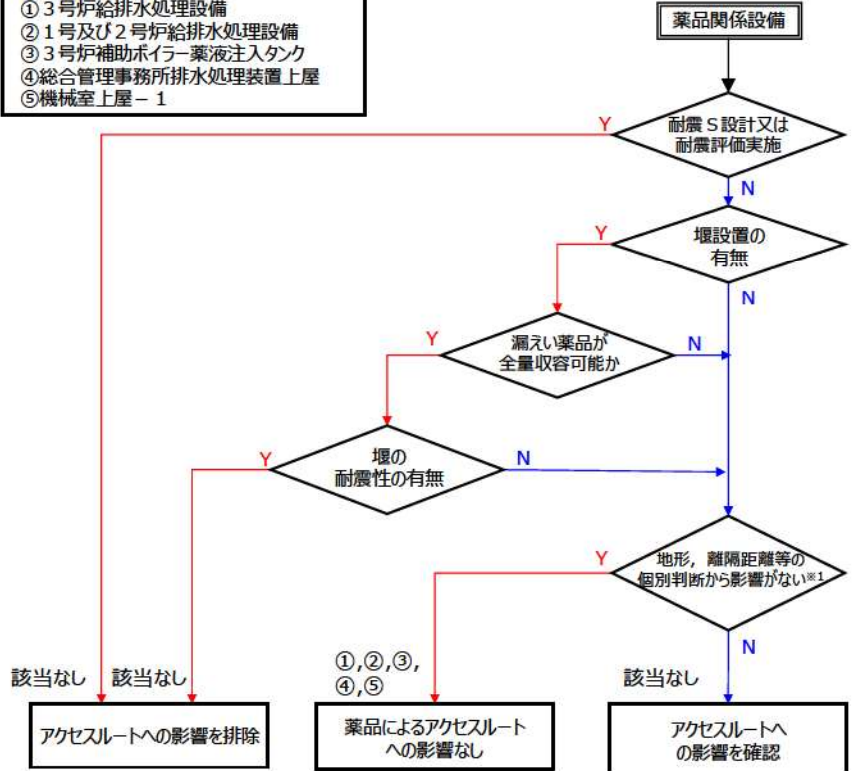 ①３号炉給排水処理設備
②１号及び２号炉給排水処理設備
③３号炉補助ボイラー薬液注入タンク
④総合管理事務所排水処理装置上屋
⑤機械室上屋－１
薬品関係設備
Y
耐震Ｓ設計又は
耐震評価実施
N
Y
堰設置の
有無
N
Y
漏えい薬品が
全量収容可能か
N
Y
堰の
耐震性の有無
N
Y
地形，離隔距離等の
個別判断から影響がない※1
N
該当なし
該当なし
①,②,③,
④,⑤
該当なし
アクセスルートへの影響を排除
薬品によるアクセスルート
への影響なし
アクセスルートへ
の影響を確認